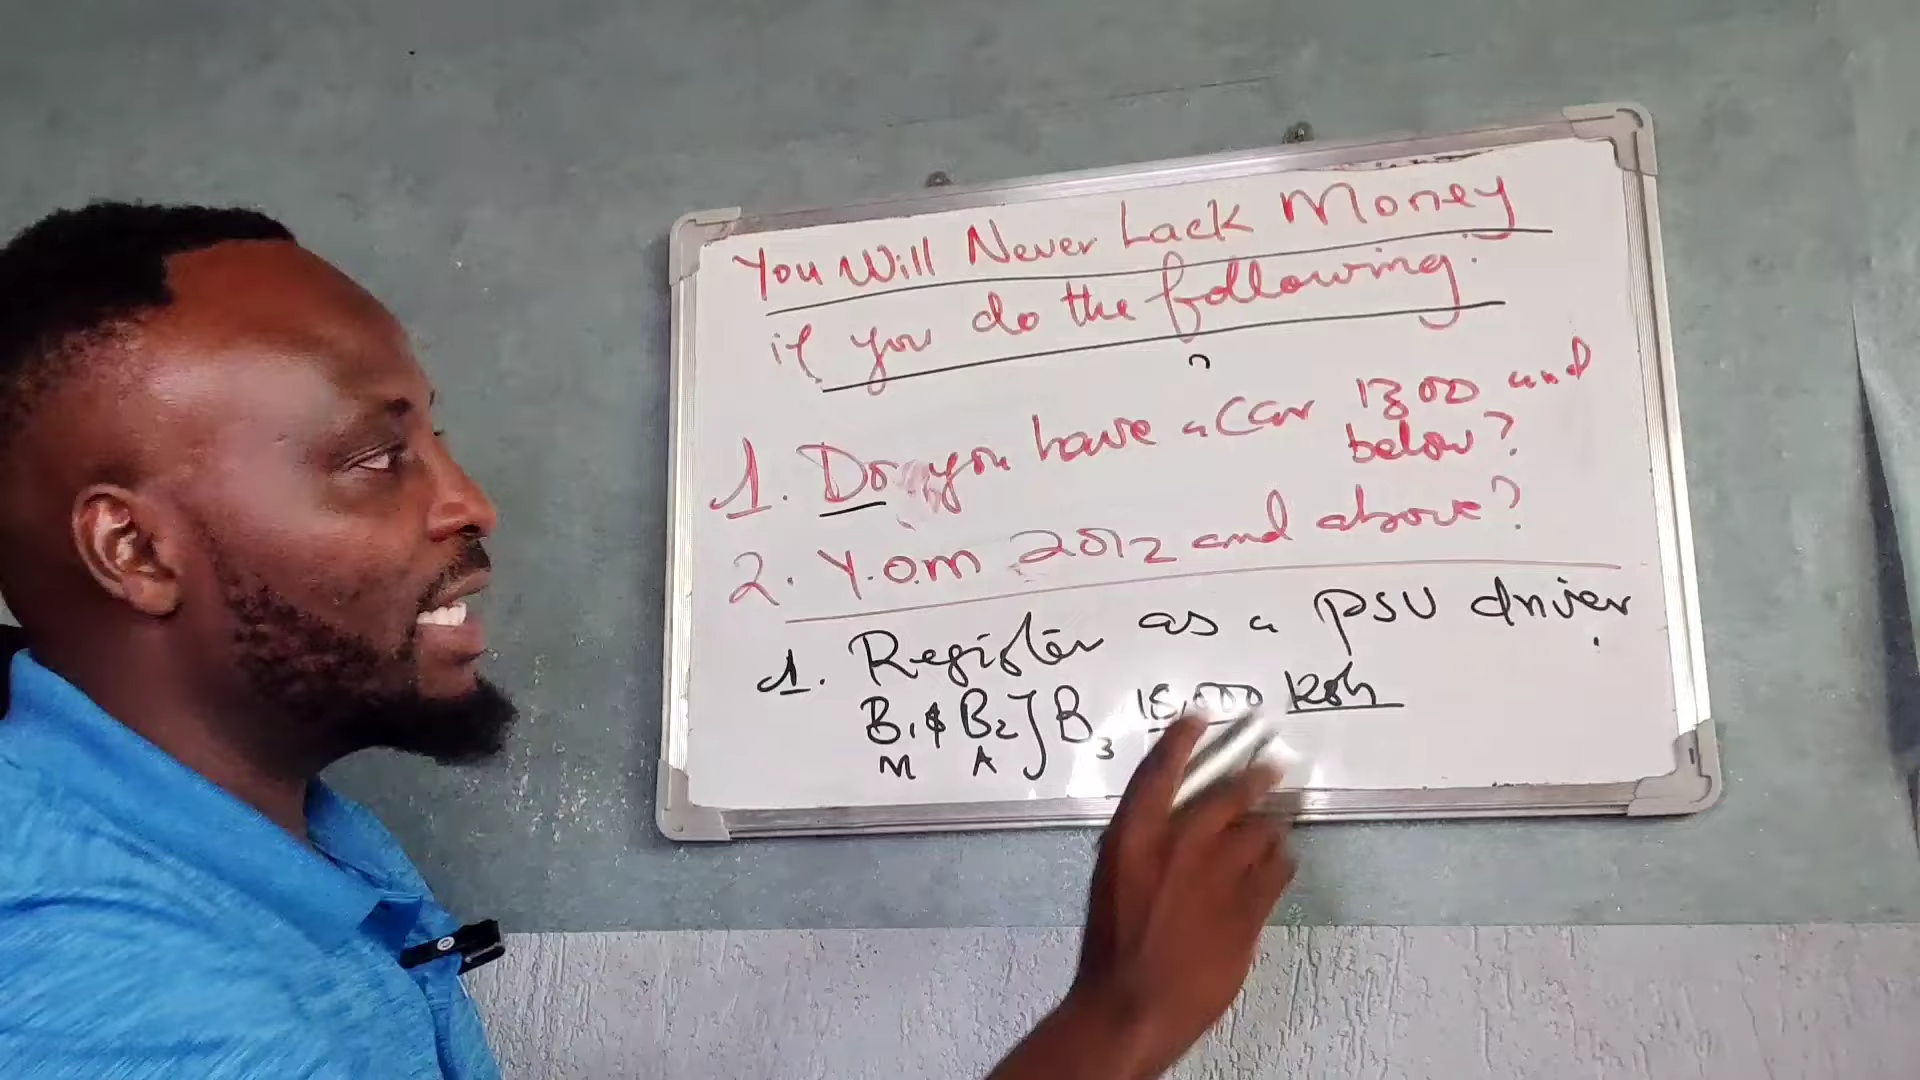 You Will Never Lack Money
if you do the following:
1. Do you have a Car 1300 and
below?
2. Y.O.M 2012 and above?
1. Register as a PSU driver
B1 & B2 } B3 Ksh
M A